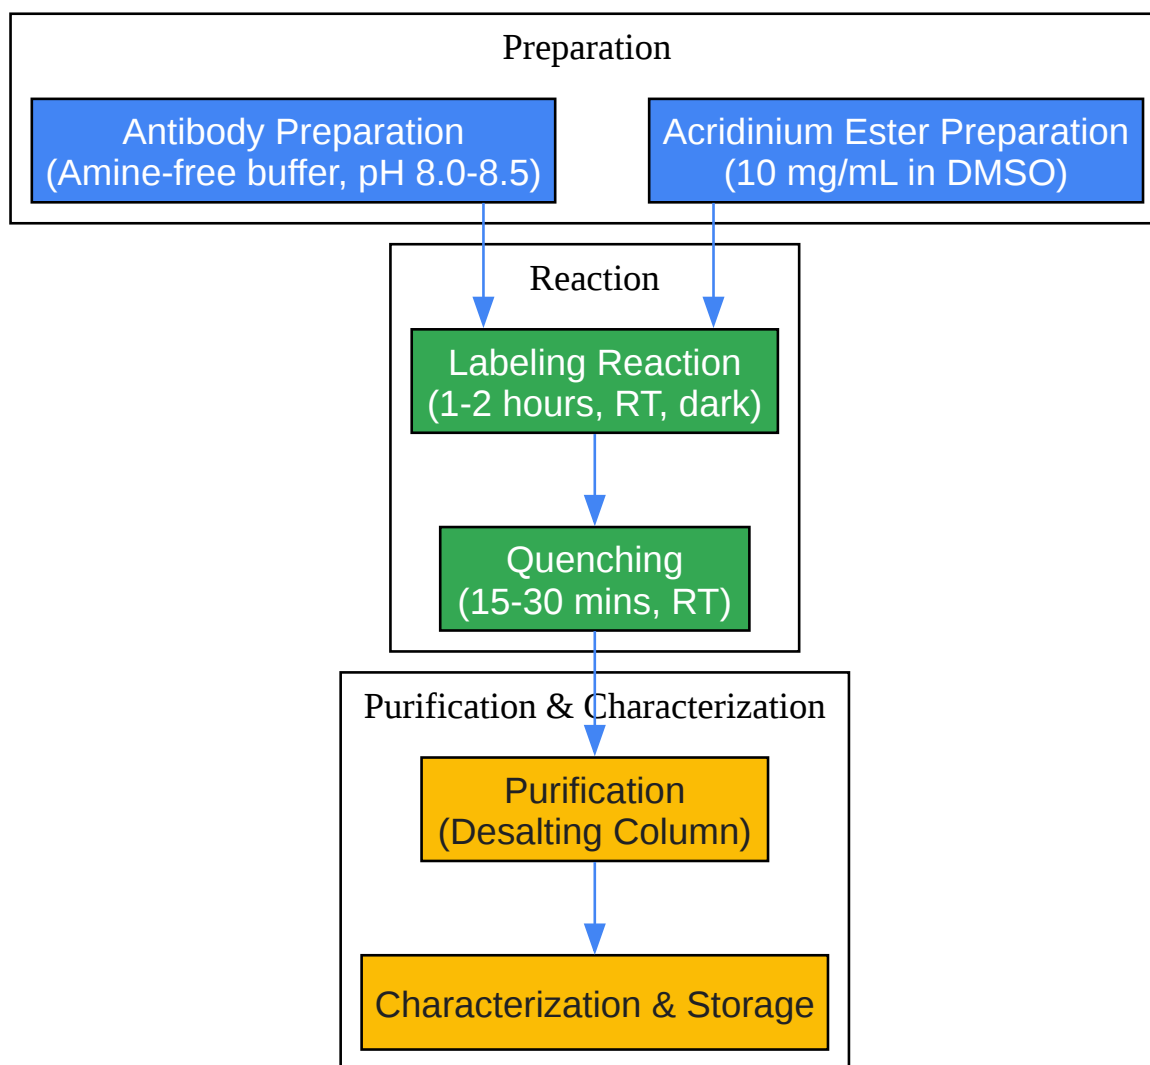 Preparation
Antibody Preparation
(Amine-free buffer, pH 8.0-8.5)
Acridinium Ester Preparation
(10 mg/mL in DMSO)
Reaction
Labeling Reaction
(1-2 hours, RT, dark)
Quenching
(15-30 mins, RT)
Purification & Characterization
Purification
(Desalting Column)
Characterization & Storage